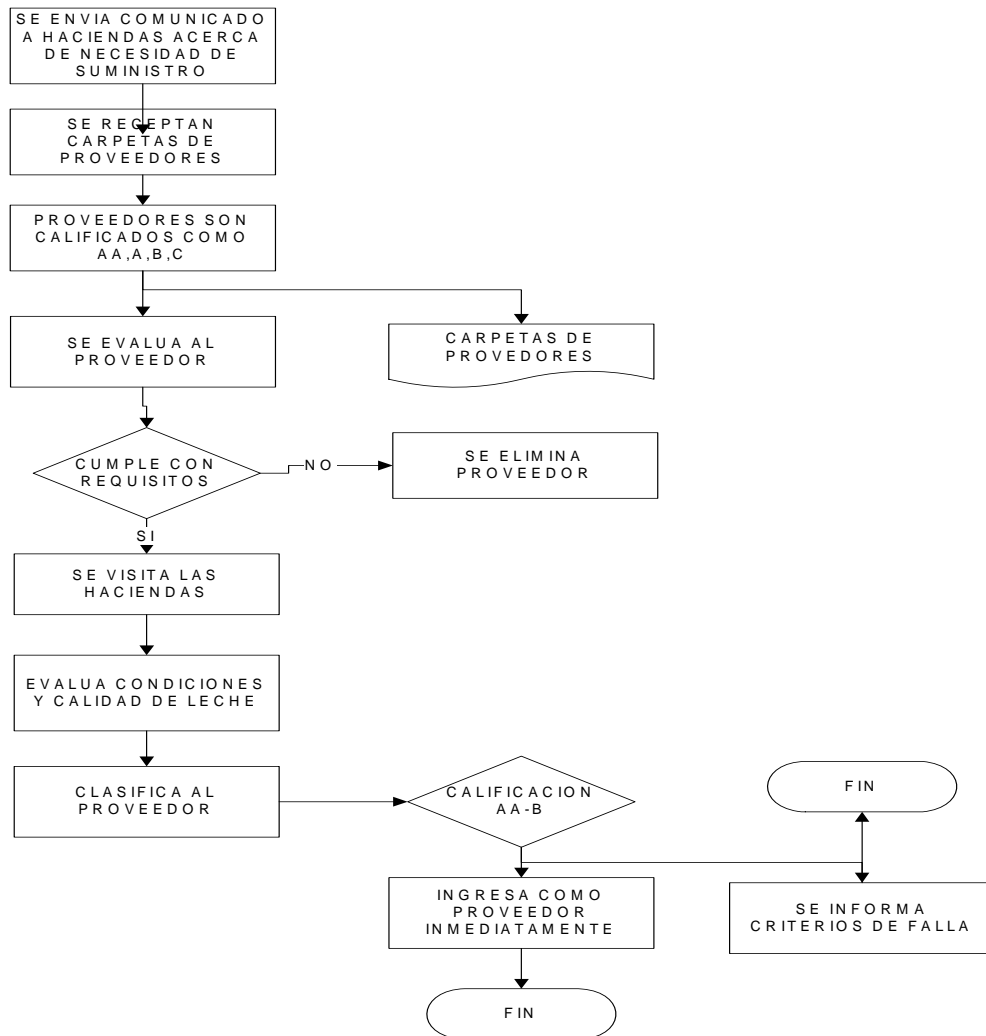 SE ENVIA COMUNICADO
A HACIENDAS ACERCA
DE NECESIDAD DE
SUMINISTRO
SE RECEPTAN
CARPETAS DE
PROVEEDORES
PROVEEDORES SON
CALIFICADOS COMO
AA,A,B,C
SE EVALUA AL
PROVEEDOR
CARPETAS DE
PROVEDORES
CUMPLE CON
REQUISITOS
NO
SE ELIMINA
PROVEEDOR
SI
SE VISITA LAS
HACIENDAS
EVALUA CONDICIONES
Y CALIDAD DE LECHE
CLASIFICA AL
PROVEEDOR
CALIFICACION
AA-B
FIN
INGRESA COMO
PROVEEDOR
INMEDIATAMENTE
SE INFORMA
CRITERIOS DE FALLA
FIN